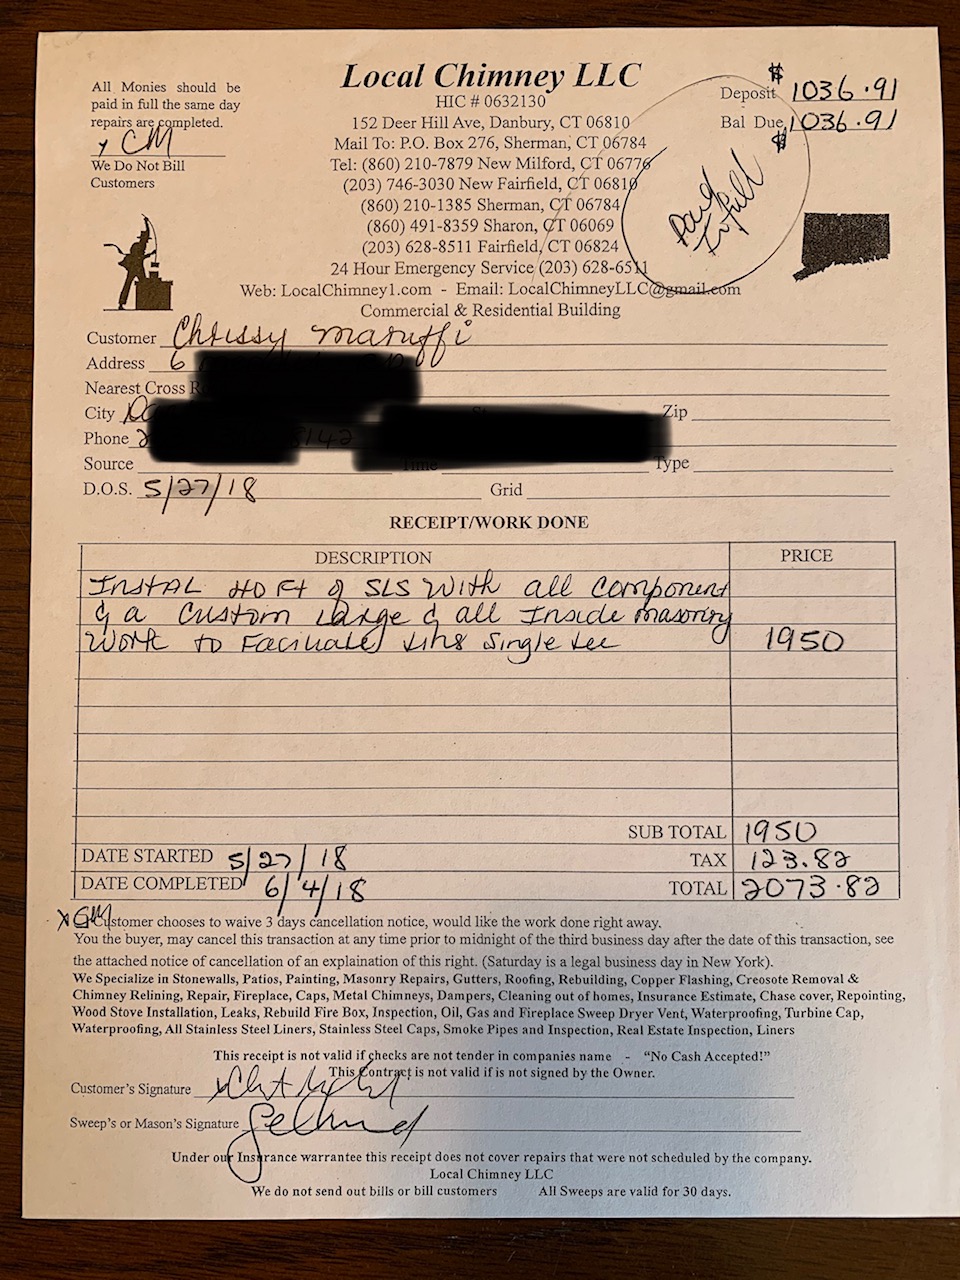 All Monies should be
paid in full the same day
repairs are completed.
x CM
We Do Not Bill
Customers
Local Chimney LLC
HIC # 0632130
152 Deer Hill Ave, Danbury, CT 06810
Mail To: P.O. Box 276, Sherman, CT 06784
Tel: (860) 210-7879 New Milford, CT 06776
(203) 746-3030 New Fairfield, CT 06810
(860) 210-1385 Sherman, CT 06784
(860) 491-8359 Sharon, CT 06069
(203) 628-8511 Fairfield, CT 06824
24 Hour Emergency Service (203) 628-6511
Web: LocalChimney1.com - Email: LocalChimneyLLC@gmail.com
Commercial & Residential Building
Deposit $ 1036.91
Bal Due $ 1036.91
Paid
In full
Customer Chrissy Maruffi
Address 6
Nearest Cross R
City Da Zip
Phone 2
Source Time Type
D.O.S. 5/27/18 Grid
RECEIPT/WORK DONE
DESCRIPTION PRICE
Instal 40 Ft of SLS With all Component
& a Custom Large & all Inside masonry
Work to Single tee 1950
SUB TOTAL 1950
DATE STARTED 5/27/18 TAX 123.82
DATE COMPLETED 6/4/18 TOTAL 2073.82
x CM Customer chooses to waive 3 days cancellation notice, would like the work done right away.
You the buyer, may cancel this transaction at any time prior to midnight of the third business day after the date of this transaction, see
the attached notice of cancellation of an explaination of this right. (Saturday is a legal business day in New York).
We Specialize in Stonewalls, Patios, Painting, Masonry Repairs, Gutters, Roofing, Rebuilding, Copper Flashing, Creosote Removal &
Chimney Relining, Repair, Fireplace, Caps, Metal Chimneys, Dampers, Cleaning out of homes, Insurance Estimate, Chase cover, Repointing,
Wood Stove Installation, Leaks, Rebuild Fire Box, Inspection, Oil, Gas and Fireplace Sweep Dryer Vent, Waterproofing, Turbine Cap,
Waterproofing, All Stainless Steel Liners, Stainless Steel Caps, Smoke Pipes and Inspection, Real Estate Inspection, Liners
This receipt is not valid if checks are not tender in companies name - “No Cash Accepted!”
This Contract is not valid if is not signed by the Owner.
Customer's Signature x
Sweep's or Mason's Signature
Under our Insurance warrantee this receipt does not cover repairs that were not scheduled by the company.
Local Chimney LLC
We do not send out bills or bill customers All Sweeps are valid for 30 days.